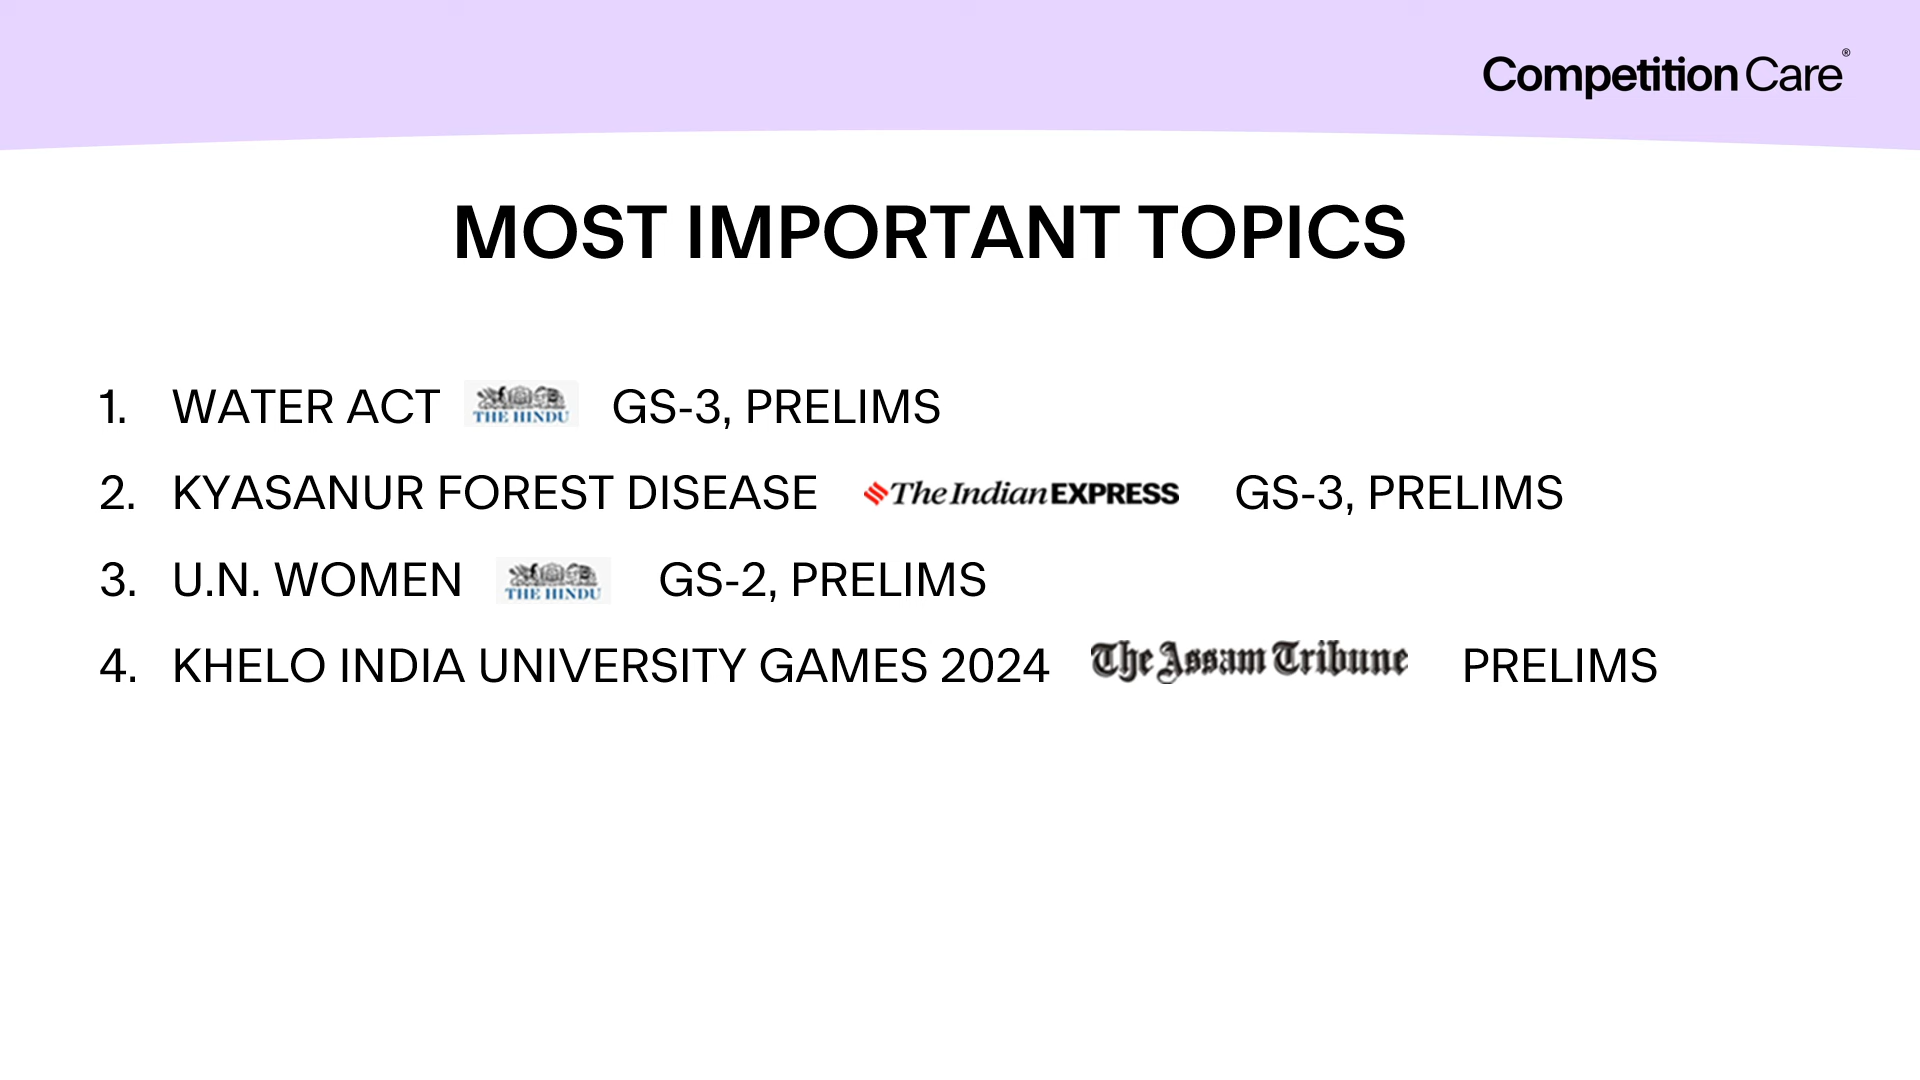 Competition Care®
MOST IMPORTANT TOPICS
1. WATER ACT THE HINDU GS-3, PRELIMS
2. KYASANUR FOREST DISEASE The Indian EXPRESS GS-3, PRELIMS
3. U.N. WOMEN THE HINDU GS-2, PRELIMS
4. KHELO INDIA UNIVERSITY GAMES 2024 The Assam Tribune PRELIMS